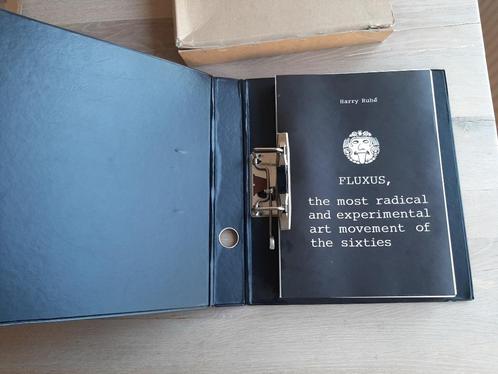 Harry Ruhé
FLUXUS,
the most radical
and experimental
art movement of
the sixties